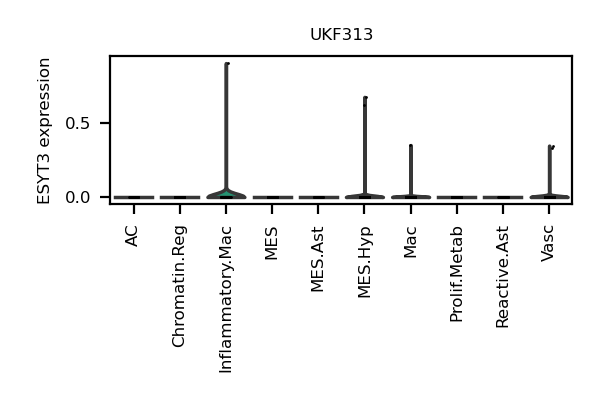 UKF313
ESYT3 expression
0.5
0.0
AC
Chromatin.Reg
Inflammatory.Mac
MES
MES.Ast
MES.Hyp
Mac
Prolif.Metab
Reactive.Ast
Vasc